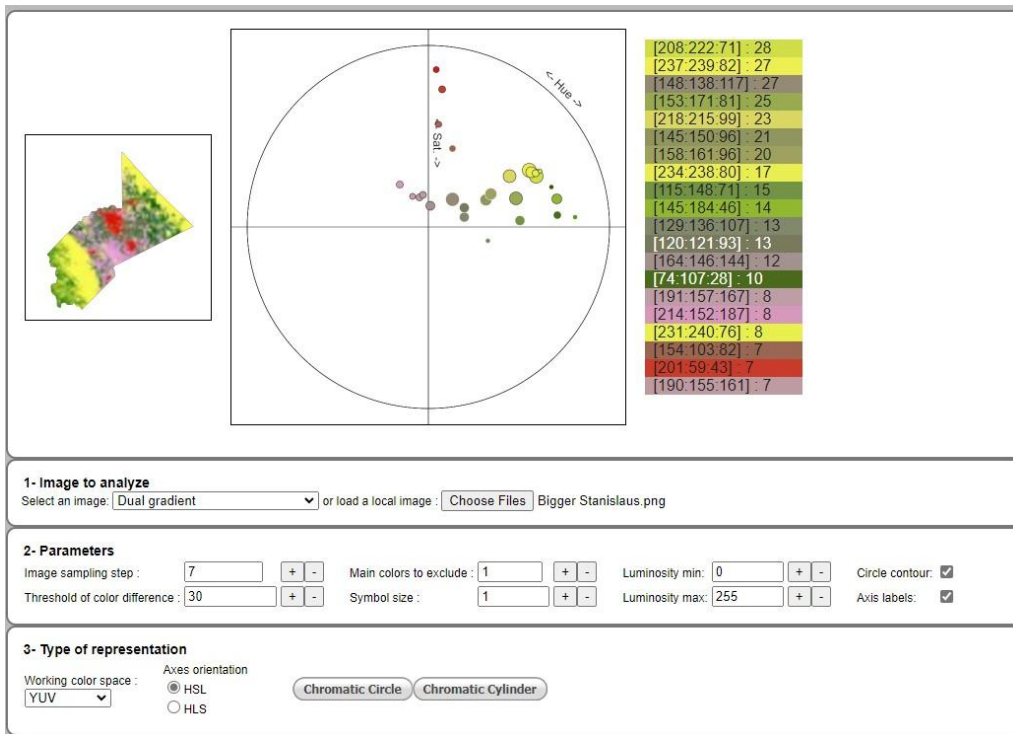 <- Hue ->
Sat. ->
[208:222:71] : 28
[237:239:82] : 27
[148:138:117] : 27
[153:171:81] : 25
[218:215:99] : 23
[145:150:96] : 21
[158:161:96] : 20
[234:238:80] : 17
[115:148:71] : 15
[145:184:46] : 14
[129:136:107] : 13
[120:121:93] : 13
[164:146:144] : 12
[74:107:28] : 10
[191:157:167] : 8
[214:152:187] : 8
[231:240:76] : 8
[154:103:82] : 7
[201:59:43] : 7
[190:155:161] : 7
1- Image to analyze
Select an image: Dual gradient or load a local image : Choose Files Bigger Stanislaus.png
2- Parameters
Image sampling step : 7 + - Main colors to exclude : 1 + - Luminosity min: 0 + - Circle contour:
Threshold of color difference : 30 + - Symbol size : 1 + - Luminosity max: 255 + - Axis labels:
3- Type of representation
Working color space : Axes orientation
YUV HSL Chromatic Circle Chromatic Cylinder
HLS